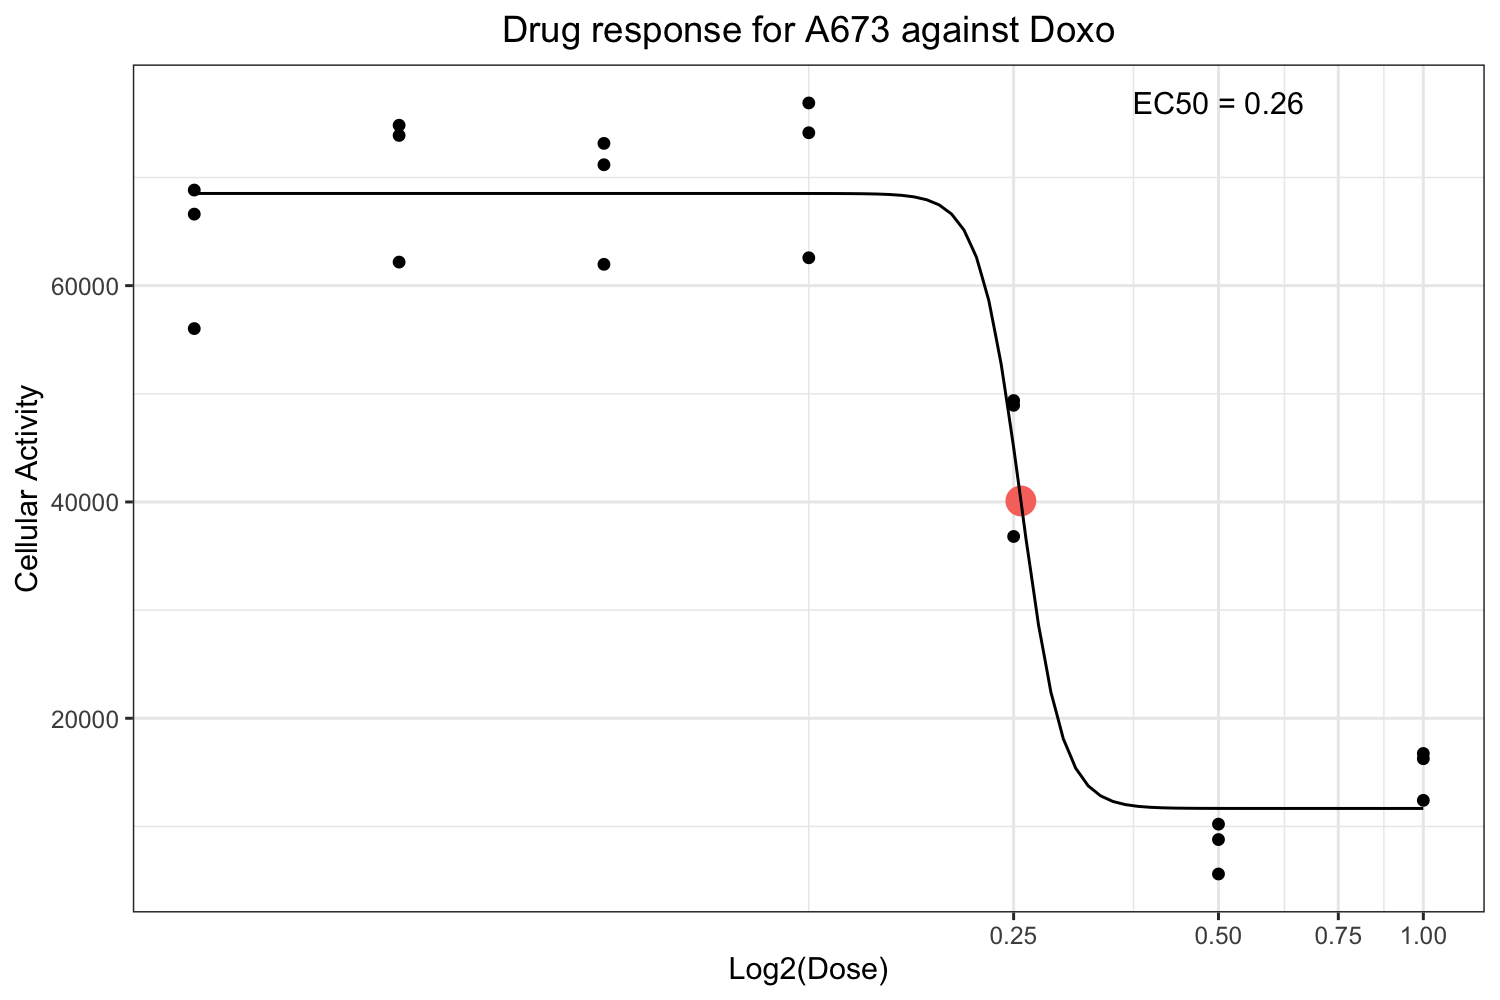 Drug response for A673 against Doxo
EC50 = 0.26
60000
40000
20000
Cellular Activity
0.25 0.50 0.75 1.00
Log2(Dose)